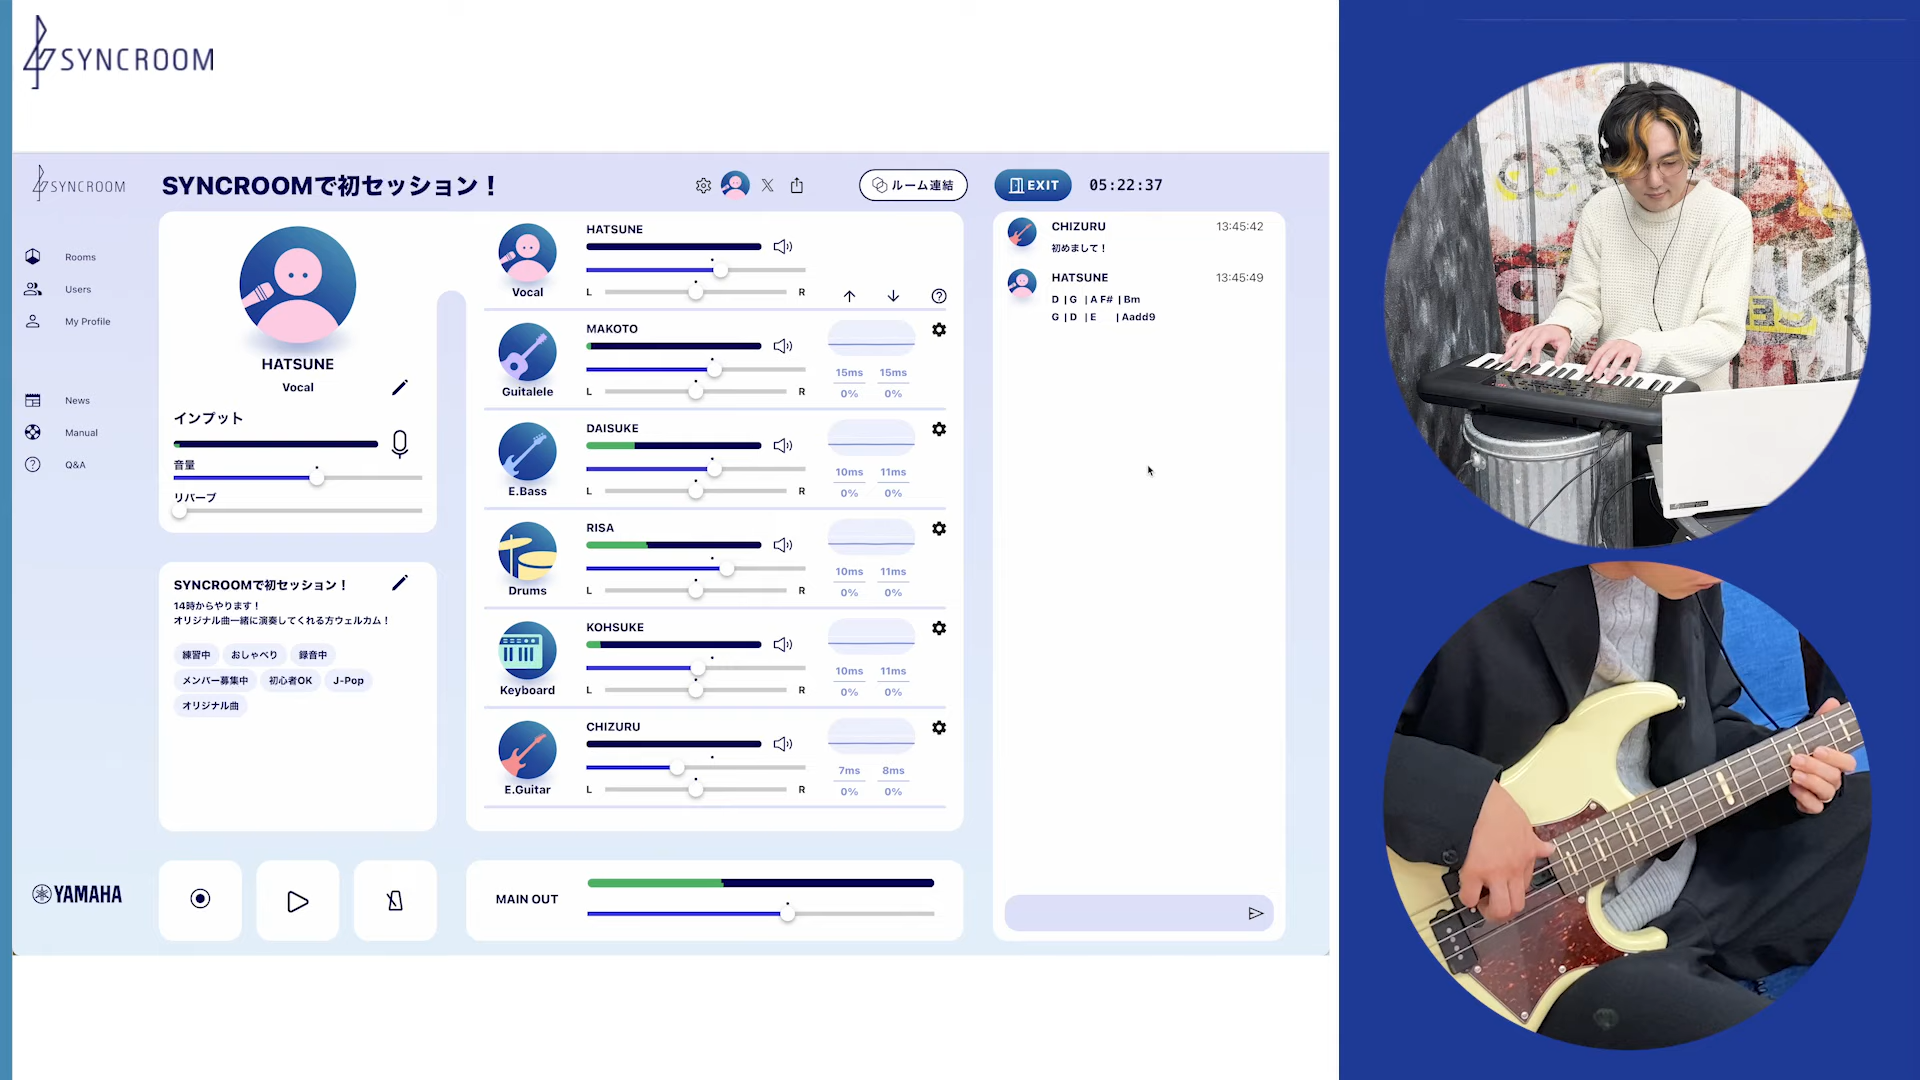 SYNCROOM
SYNCROOM
SYNCROOMで初セッション！
ルーム連結
EXIT
05:22:37
Rooms
Users
My Profile
News
Manual
Q&A
YAMAHA
HATSUNE
Vocal
インプット
音量
リバーブ
SYNCROOMで初セッション！
14時からやります！
オリジナル曲一緒に演奏してくれる方ウェルカム！
練習中 おしゃべり 録音中
メンバー募集中 初心者OK J-Pop
オリジナル曲
HATSUNE
Vocal
L R
MAKOTO
Guitalele
L R
15ms 15ms
0% 0%
DAISUKE
E.Bass
L R
10ms 11ms
0% 0%
RISA
Drums
L R
10ms 11ms
0% 0%
KOHSUKE
Keyboard
L R
10ms 11ms
0% 0%
CHIZURU
E.Guitar
L R
7ms 8ms
0% 0%
MAIN OUT
CHIZURU 13:45:42
初めまして！
HATSUNE 13:45:49
D | G | A F# | Bm
G | D | E | Aadd9